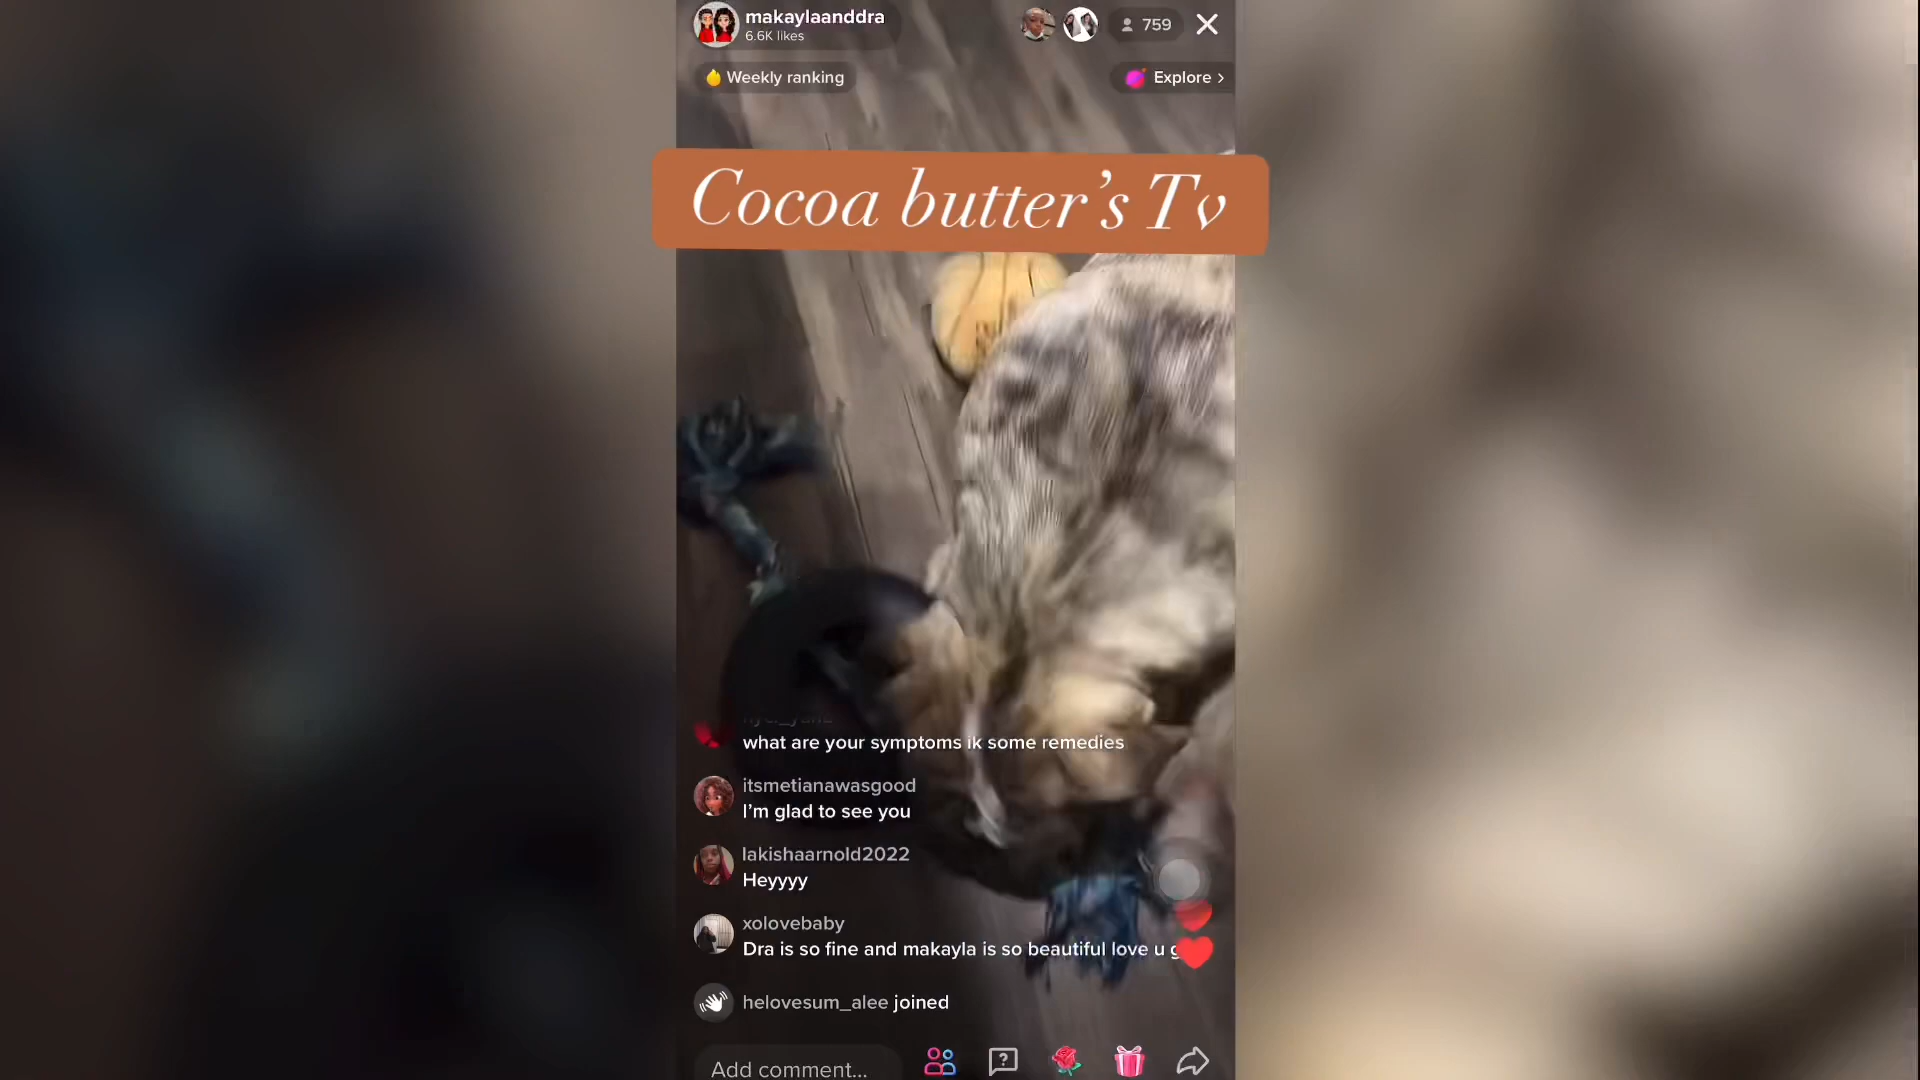 makaylaanddra
6.6K likes
759
Weekly ranking
Explore
Cocoa butter’s Tv
what are your symptoms ik some remedies
itsmetianawasgood
I’m glad to see you
lakishaarnold2022
Heyyyy
xolovebaby
Dra is so fine and makayla is so beautiful love u
helovesum_alee joined
Add comment...